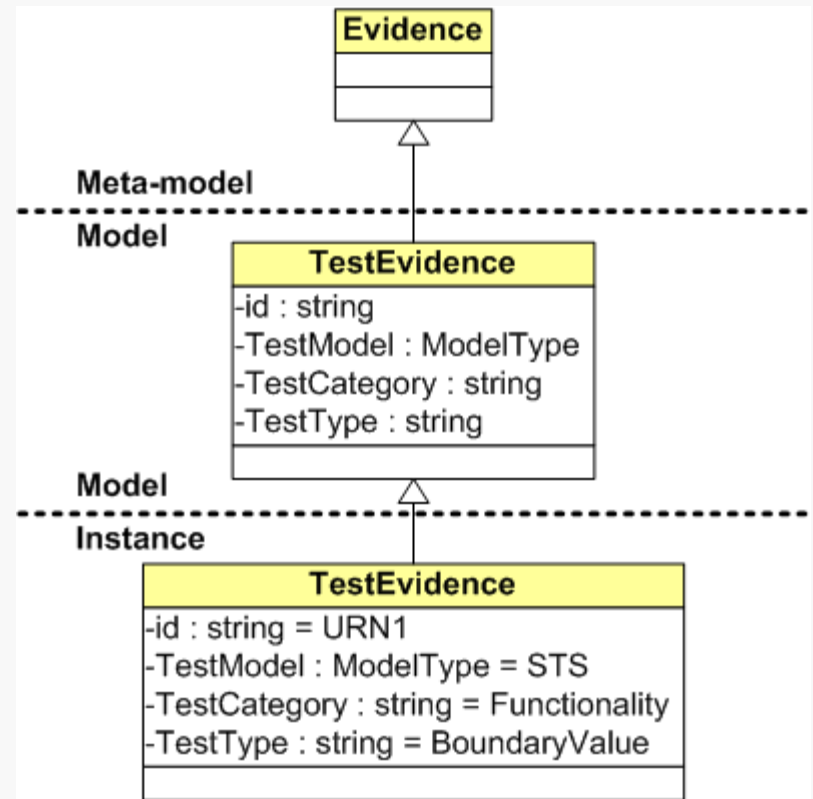 Evidence
Meta-model
Model
TestEvidence
-id : string
-TestModel : ModelType
-TestCategory : string
-TestType : string
Model
Instance
TestEvidence
-id : string = URN1
-TestModel : ModelType = STS
-TestCategory : string = Functionality
-TestType : string = BoundaryValue